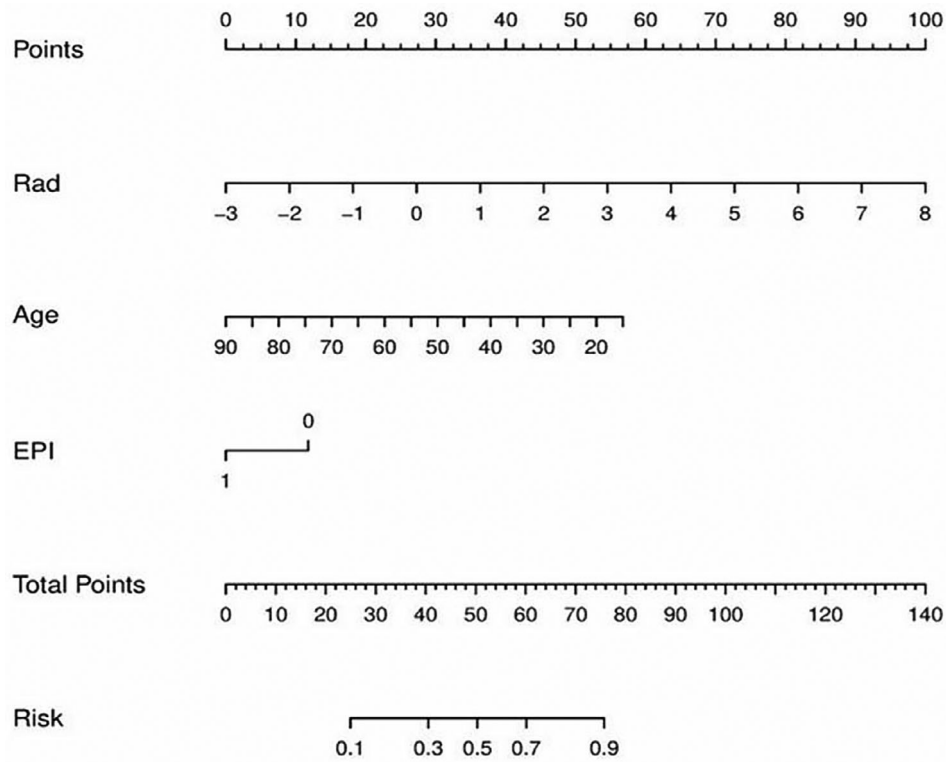 0 10 20 30 40 50 60 70 80 90 100
Points
Rad
−3 −2 −1 0 1 2 3 4 5 6 7 8
Age
90 80 70 60 50 40 30 20
0
EPI
1
Total Points
0 10 20 30 40 50 60 70 80 90 100 120 140
Risk
0.1 0.3 0.5 0.7 0.9